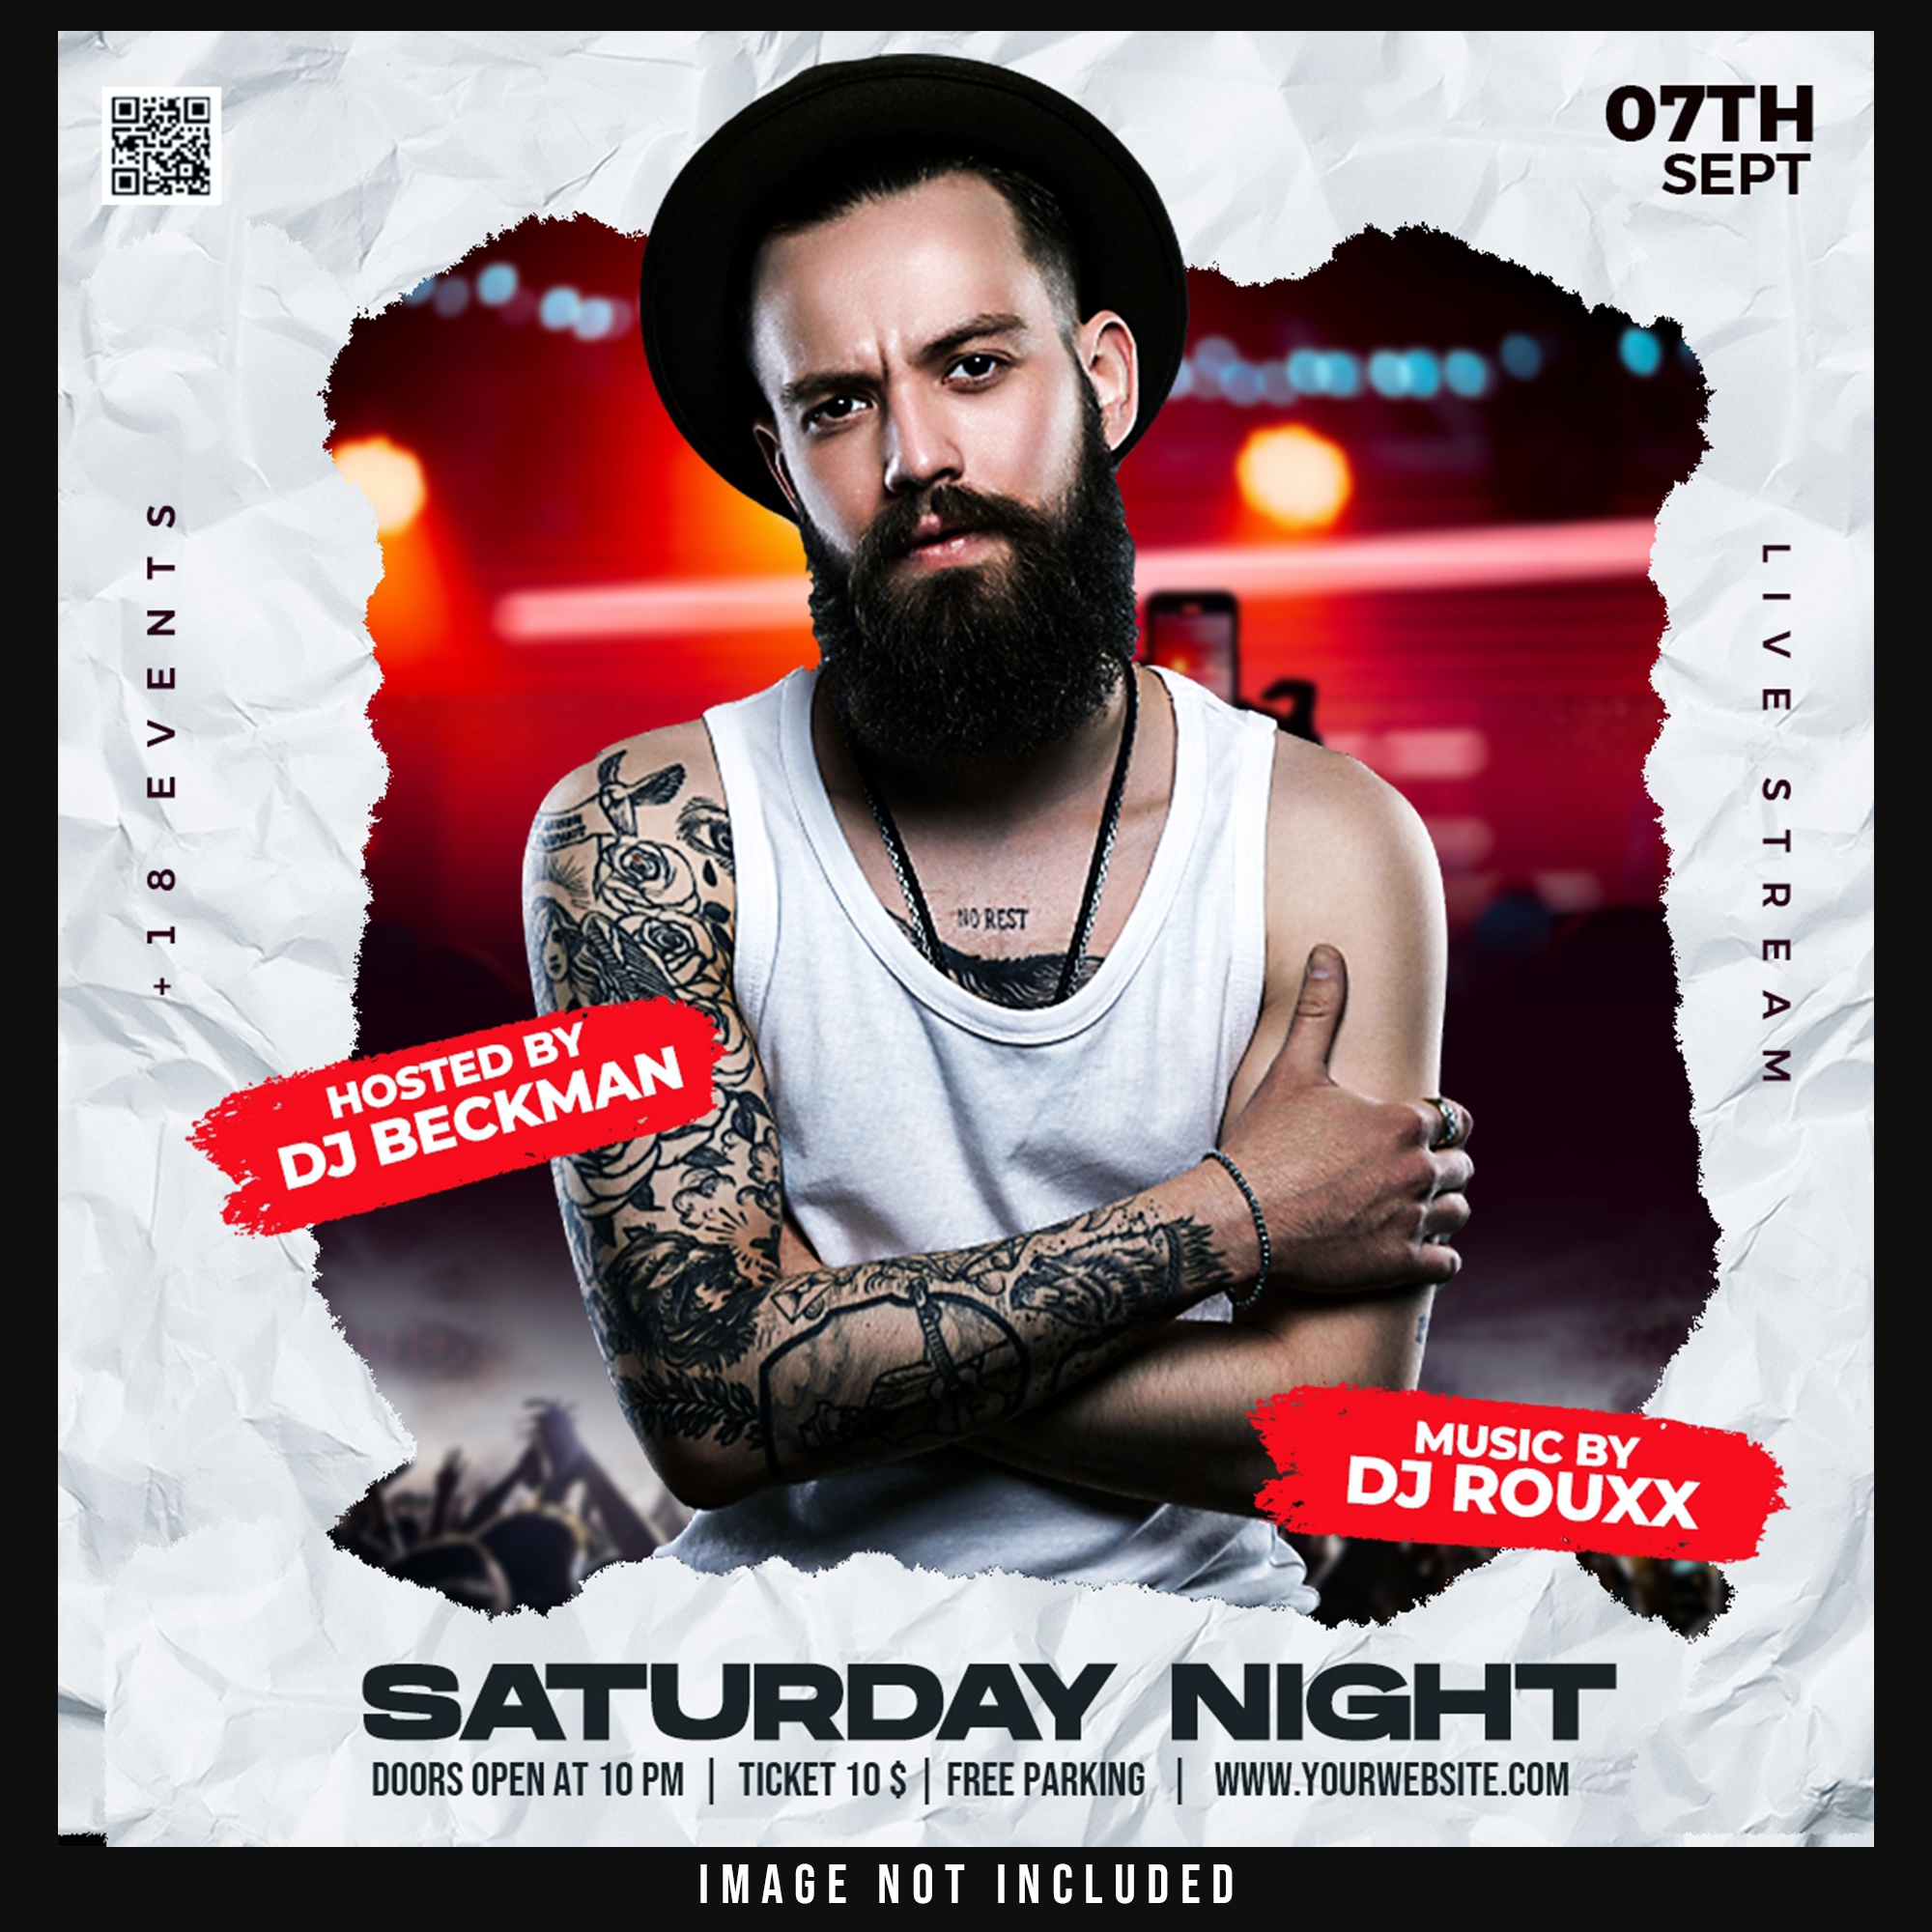 07TH
SEPT
+18 EVENTS
LIVE STREAM
NO REST
HOSTED BY
DJ BECKMAN
MUSIC BY
DJ ROUXX
SATURDAY NIGHT
DOORS OPEN AT 10 PM | TICKET 10 $ | FREE PARKING | WWW.YOURWEBSITE.COM
IMAGE NOT INCLUDED